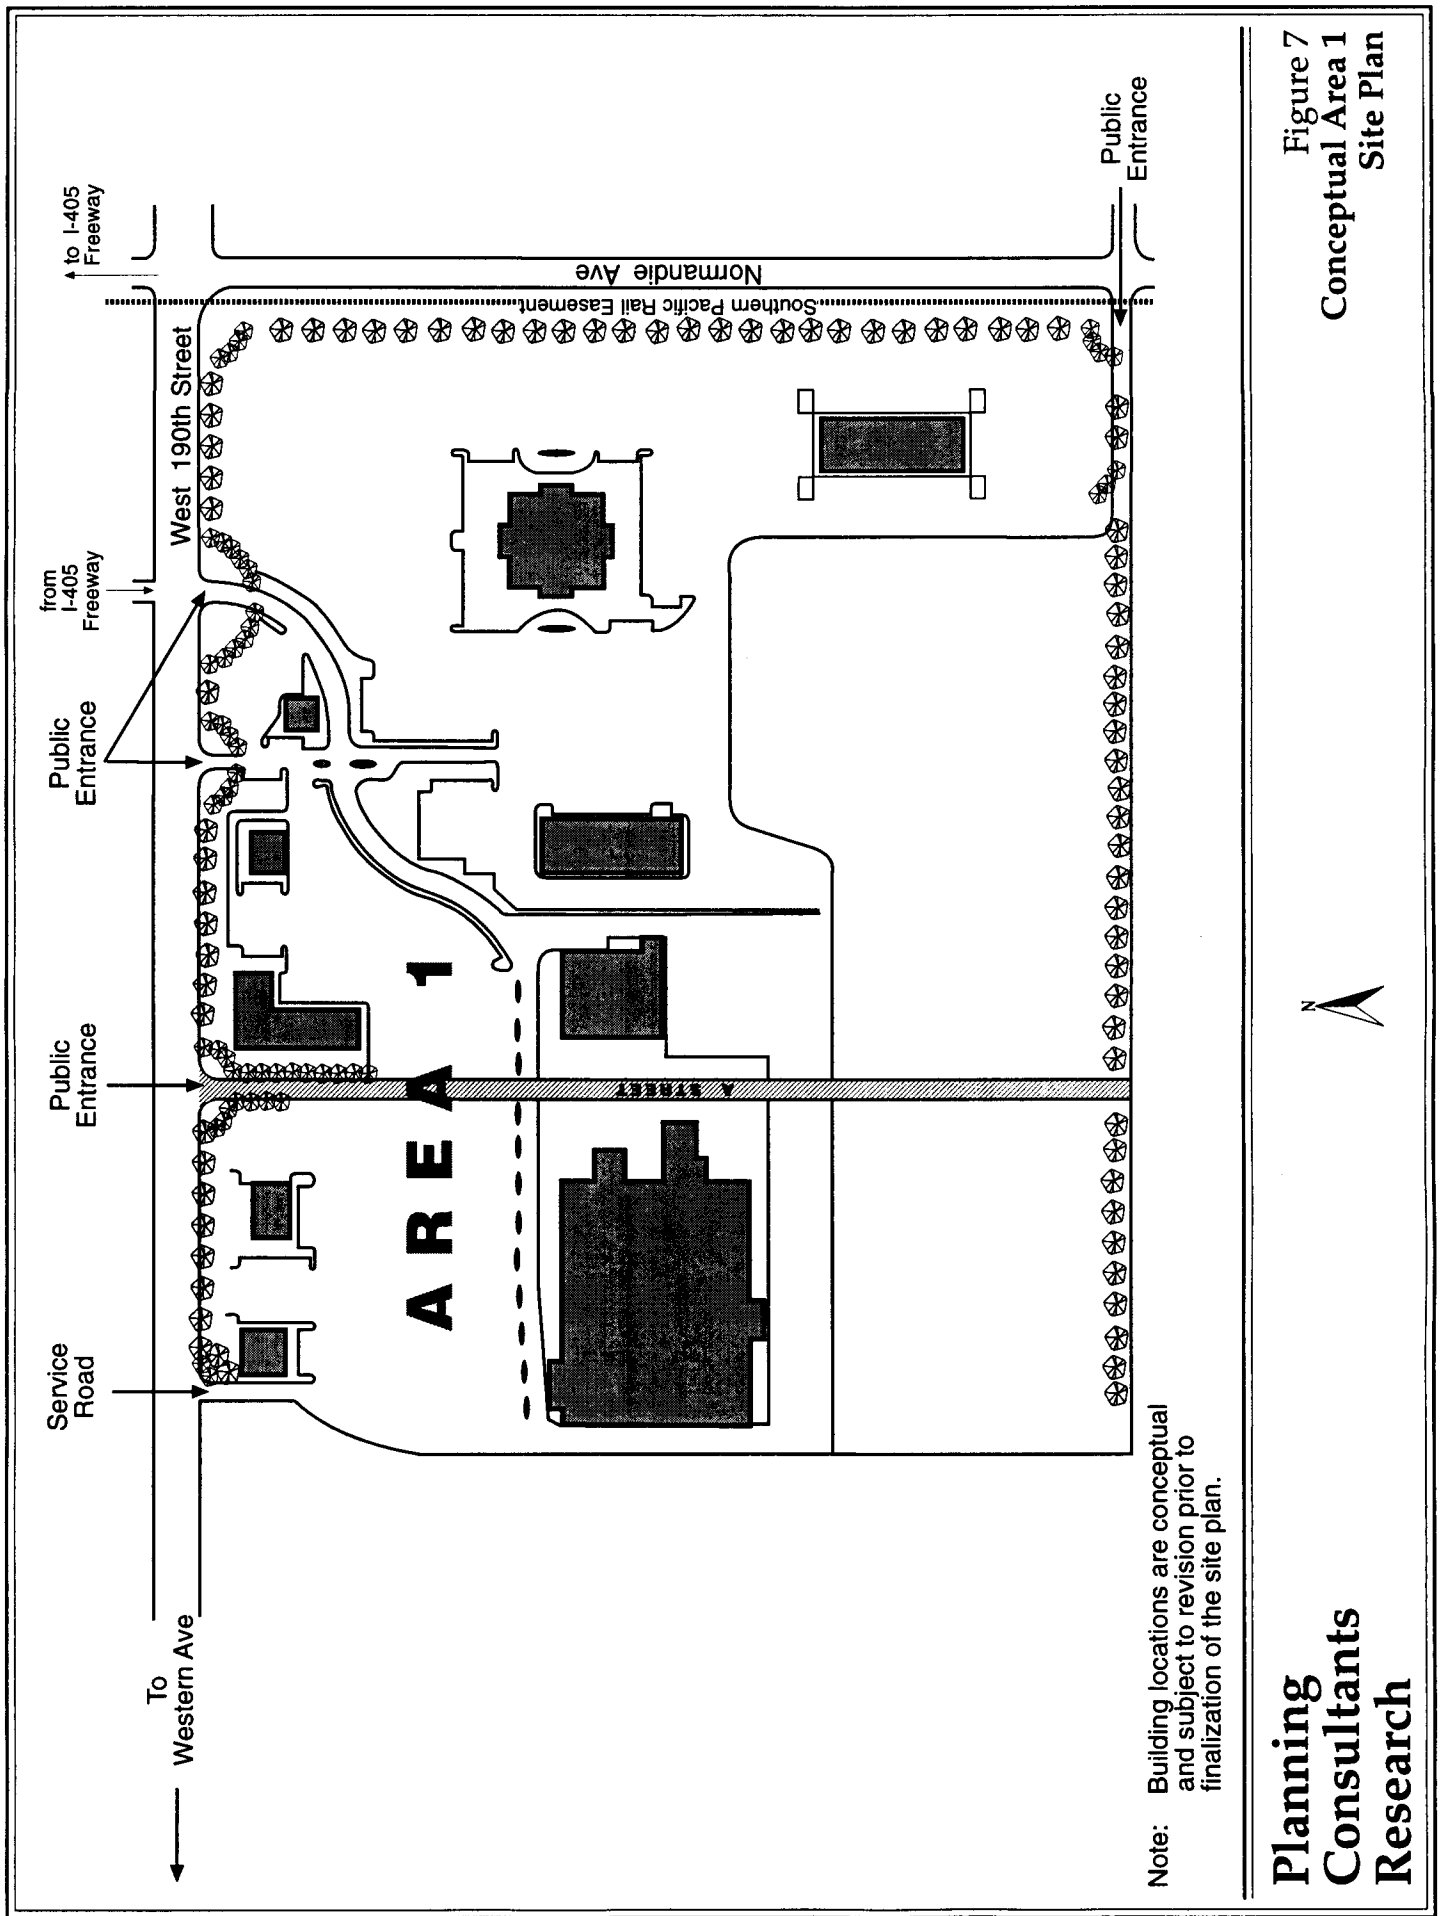 Service
Road
Public
Entrance
Public
Entrance
from
I-405
Freeway
to I-405
Freeway
To
Western Ave
West 190th Street
AREA 1
A STREET
Southern Pacific Rail Easement
Normandie Ave
Public
Entrance
Note: Building locations are conceptual
and subject to revision prior to
finalization of the site plan.
N
Planning
Consultants
Research
Figure 7
Conceptual Area 1
Site Plan